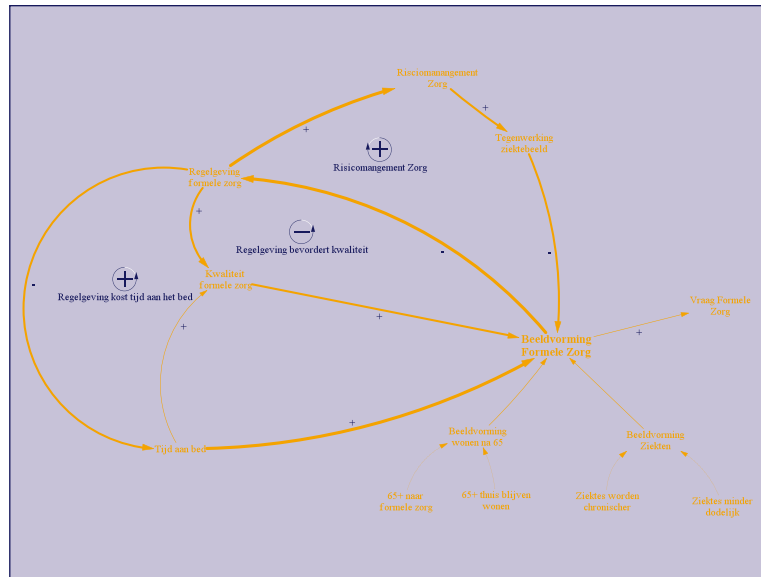 Risicomanagement
Zorg
+
Tegenwerking
ziektebeeld
+
+
Risicomangement Zorg
Regelgeving
formele zorg
+
−
Regelgeving bevordert kwaliteit
-
-
Kwaliteit
formele zorg
+
Regelgeving kost tijd aan het bed
-
+
+
Vraag Formele
Zorg
+
Beeldvorming
Formele Zorg
+
Tijd aan bed
Beeldvorming
wonen na 65
Beeldvorming
Ziekten
65+ naar
formele zorg
65+ thuis blijven
wonen
Ziektes worden
chronischer
Ziektes minder
dodelijk